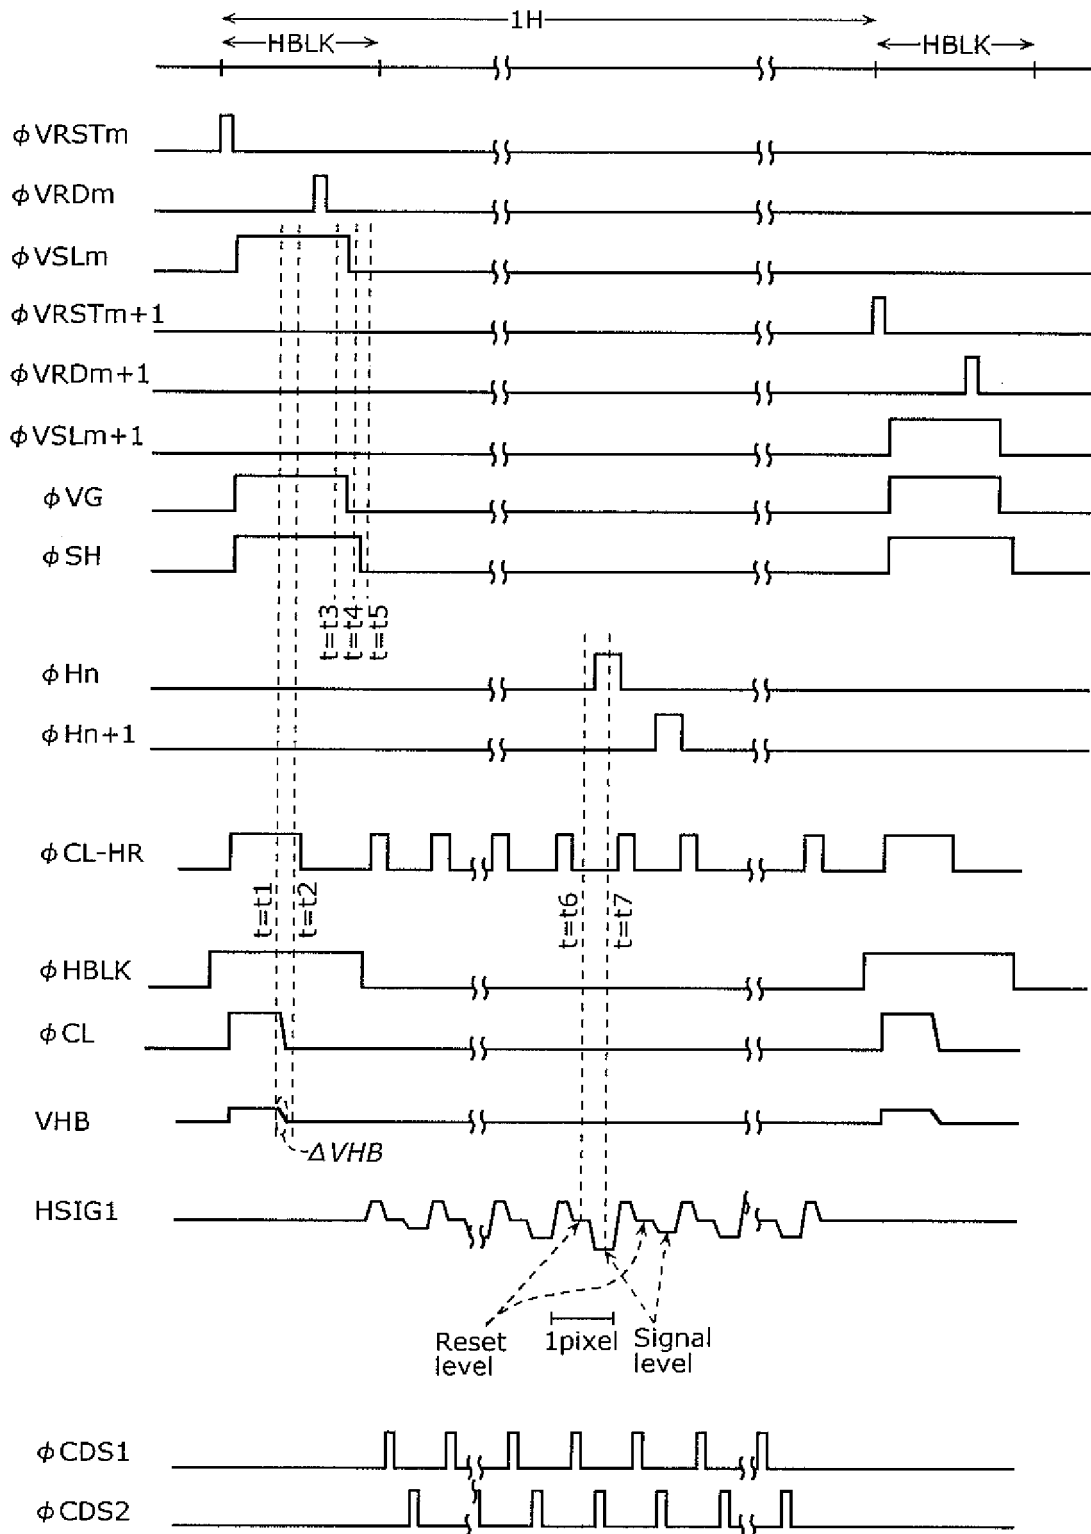 1H
HBLK
HBLK
φVRSTm
φVRDm
φVSLm
φVRSTm+1
φVRDm+1
φVSLm+1
φVG
φSH
t=t3
t=t4
t=t5
φHn
φHn+1
φCL-HR
t=t1
t=t2
t=t6
t=t7
φHBLK
φCL
VHB
ΔVHB
HSIG1
Reset level
1pixel
Signal level
φCDS1
φCDS2